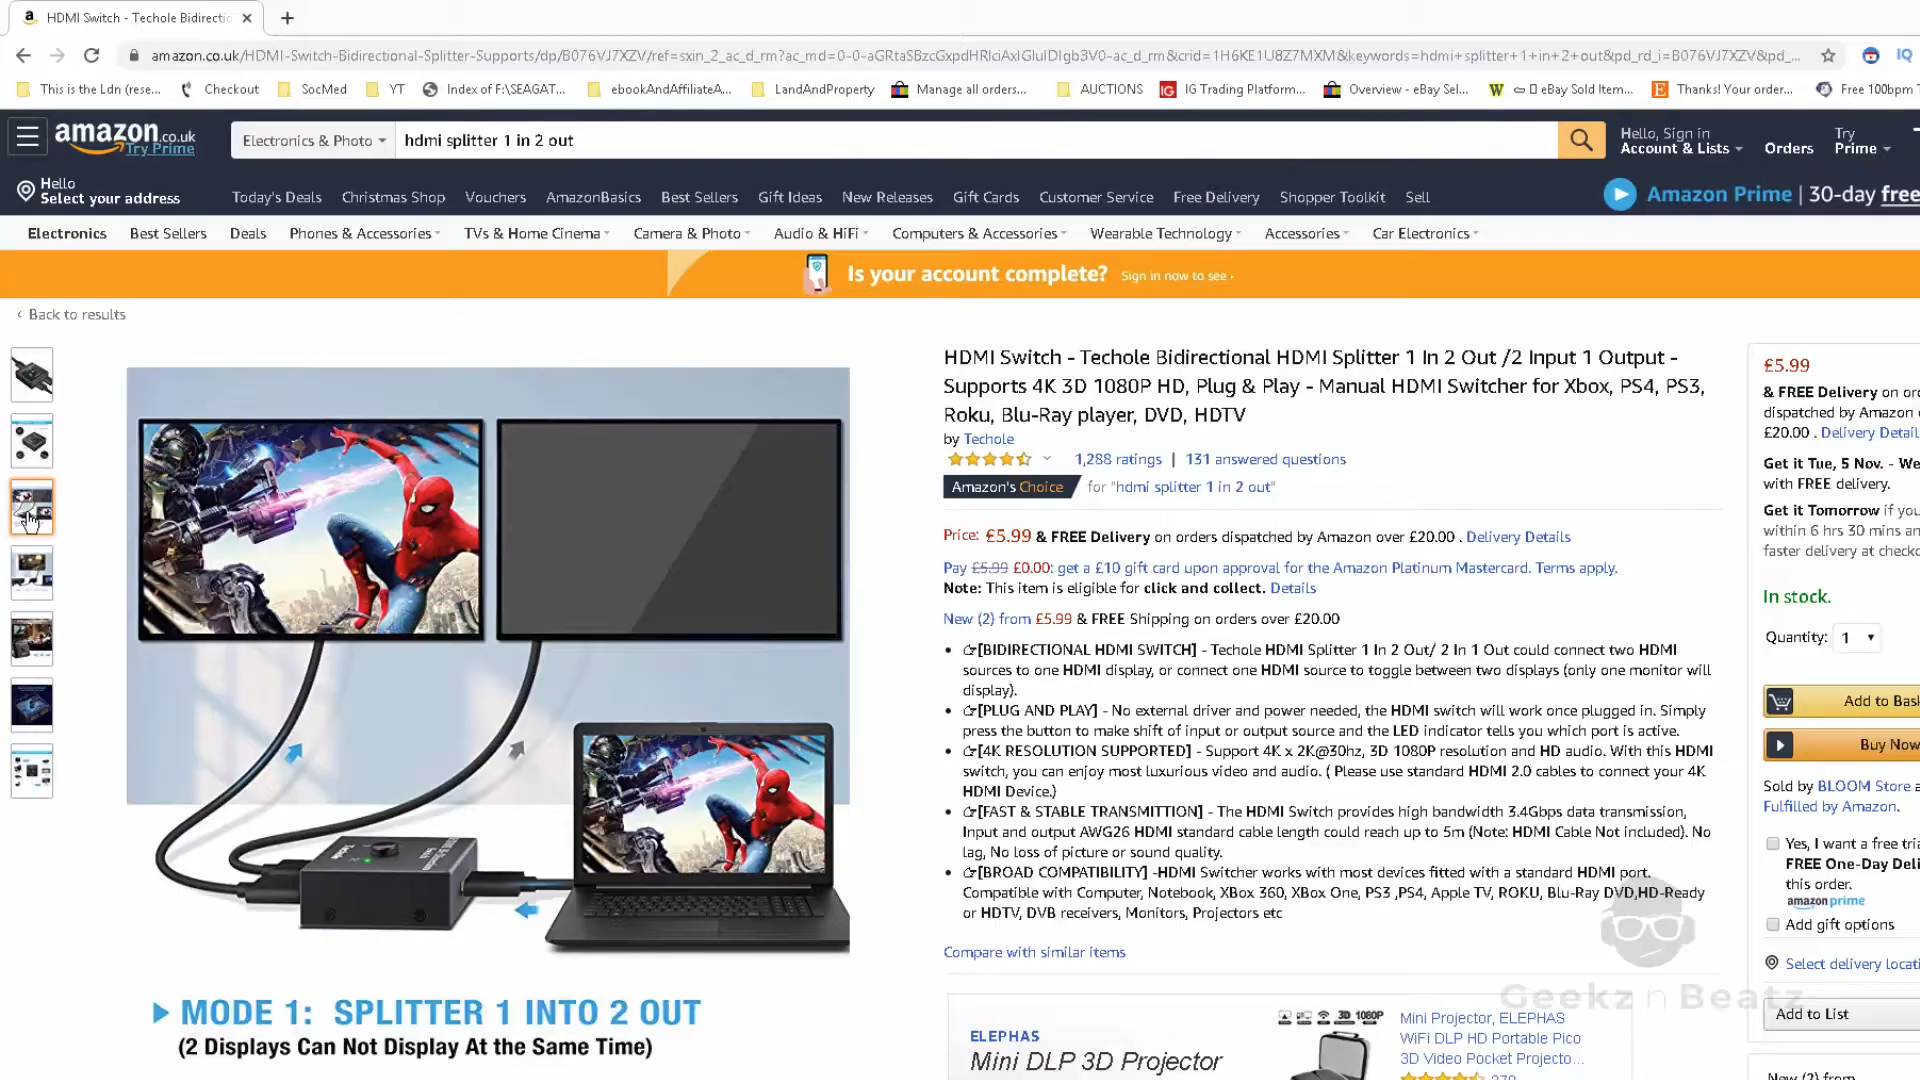 HDMI Switch - Techole Bidirectio
amazon.co.uk/HDMI-Switch-Bidirectional-Splitter-Supports/dp/B076VJ7XZV/ref=sxin_2_ac_d_rm?ac_md=0-0-aGRtaSBzcGxpdHRlciAxIGluIDIgb3V0-ac_d_rm&crid=1H6KE1U8Z7MXM&keywords=hdmi+splitter+1+in+2+out&pd_rd_i=B076VJ7XZV&pd_...
This is the Ldn (rese... Checkout SocMed YT Index of F:\SEAGAT... ebookAndAffiliateA... LandAndProperty Manage all orders... AUCTIONS IG Trading Platform... Overview - eBay Sel... eBay Sold Item... Thanks! Your order... Free 100bpm
amazon.co.uk
Try Prime
Electronics & Photo hdmi splitter 1 in 2 out
Hello, Sign in
Account & Lists
Orders
Try
Prime
Hello
Select your address
Today's Deals Christmas Shop Vouchers AmazonBasics Best Sellers Gift Ideas New Releases Gift Cards Customer Service Free Delivery Shopper Toolkit Sell
Amazon Prime | 30-day free
Electronics Best Sellers Deals Phones & Accessories TVs & Home Cinema Camera & Photo Audio & HiFi Computers & Accessories Wearable Technology Accessories Car Electronics
Is your account complete? Sign in now to see ›
‹ Back to results
HDMI Switch - Techole Bidirectional HDMI Splitter 1 In 2 Out /2 Input 1 Output -
Supports 4K 3D 1080P HD, Plug & Play - Manual HDMI Switcher for Xbox, PS4, PS3,
Roku, Blu-Ray player, DVD, HDTV
by Techole
1,288 ratings | 131 answered questions
Amazon's Choice for "hdmi splitter 1 in 2 out"
Price: £5.99 & FREE Delivery on orders dispatched by Amazon over £20.00 . Delivery Details
Pay £5.99 £0.00: get a £10 gift card upon approval for the Amazon Platinum Mastercard. Terms apply.
Note: This item is eligible for click and collect. Details
New (2) from £5.99 & FREE Shipping on orders over £20.00
• ☞[BIDIRECTIONAL HDMI SWITCH] - Techole HDMI Splitter 1 In 2 Out/ 2 In 1 Out could connect two HDMI
sources to one HDMI display, or connect one HDMI source to toggle between two displays (only one monitor will
display).
• ☞[PLUG AND PLAY] - No external driver and power needed, the HDMI switch will work once plugged in. Simply
press the button to make shift of input or output source and the LED indicator tells you which port is active.
• ☞[4K RESOLUTION SUPPORTED] - Support 4K x 2K@30hz, 3D 1080P resolution and HD audio. With this HDMI
switch, you can enjoy most luxurious video and audio. ( Please use standard HDMI 2.0 cables to connect your 4K
HDMI Device.)
• ☞[FAST & STABLE TRANSMITTION] - The HDMI Switch provides high bandwidth 3.4Gbps data transmission,
Input and output AWG26 HDMI standard cable length could reach up to 5m (Note: HDMI Cable Not included). No
lag, No loss of picture or sound quality.
• ☞[BROAD COMPATIBILITY] -HDMI Switcher works with most devices fitted with a standard HDMI port.
Compatible with Computer, Notebook, XBox 360, XBox One, PS3 ,PS4, Apple TV, ROKU, Blu-Ray DVD,HD-Ready
or HDTV, DVB receivers, Monitors, Projectors etc
Compare with similar items
Techole
▶ MODE 1: SPLITTER 1 INTO 2 OUT
(2 Displays Can Not Display At the Same Time)
ELEPHAS
Mini DLP 3D Projector
3D 1080P
Mini Projector, ELEPHAS
WiFi DLP HD Portable Pico
3D Video Pocket Projecto...
£5.99
& FREE Delivery on
dispatched by Amazon
£20.00 . Delivery Detail
Get it Tue, 5 Nov. - We
with FREE delivery.
Get it Tomorrow if you
within 6 hrs 30 mins an
faster delivery at checko
In stock.
Quantity: 1
Add to Bask
Buy Now
Sold by BLOOM Store a
Fulfilled by Amazon.
Yes, I want a free tria
FREE One-Day Deli
this order.
amazon prime
Add gift options
Select delivery locati
Add to List
New (2) from
Geekz n Beatz